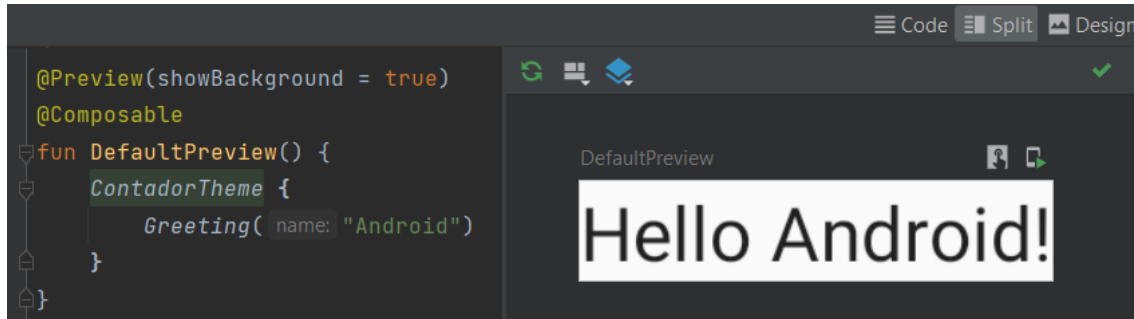 Code Split Design
@Preview(showBackground = true)
@Composable
fun DefaultPreview() {
ContadorTheme {
Greeting( name: "Android")
}
}
DefaultPreview
Hello Android!